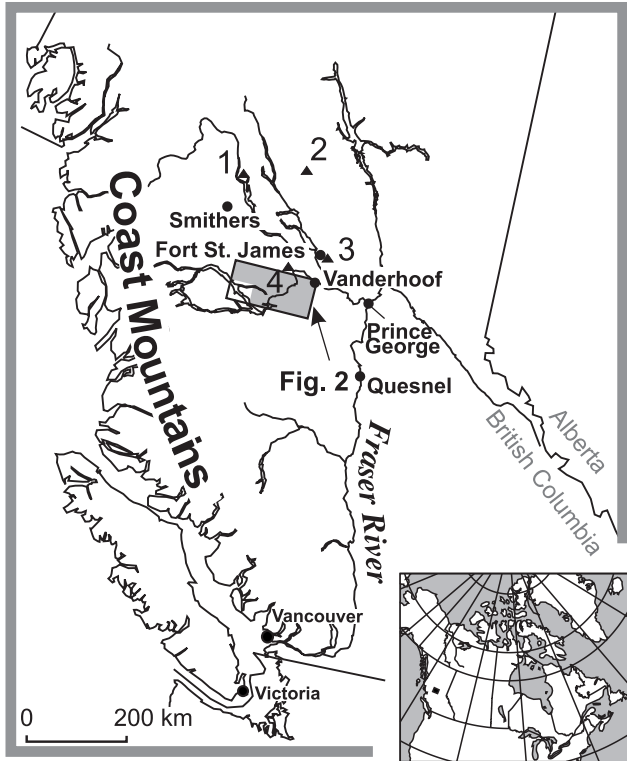 1
2
Smithers
Fort St. James
3
4
Vanderhoof
Coast Mountains
Prince
George
Fig. 2
Quesnel
Alberta
British Columbia
Fraser River
Vancouver
Victoria
0
200 km